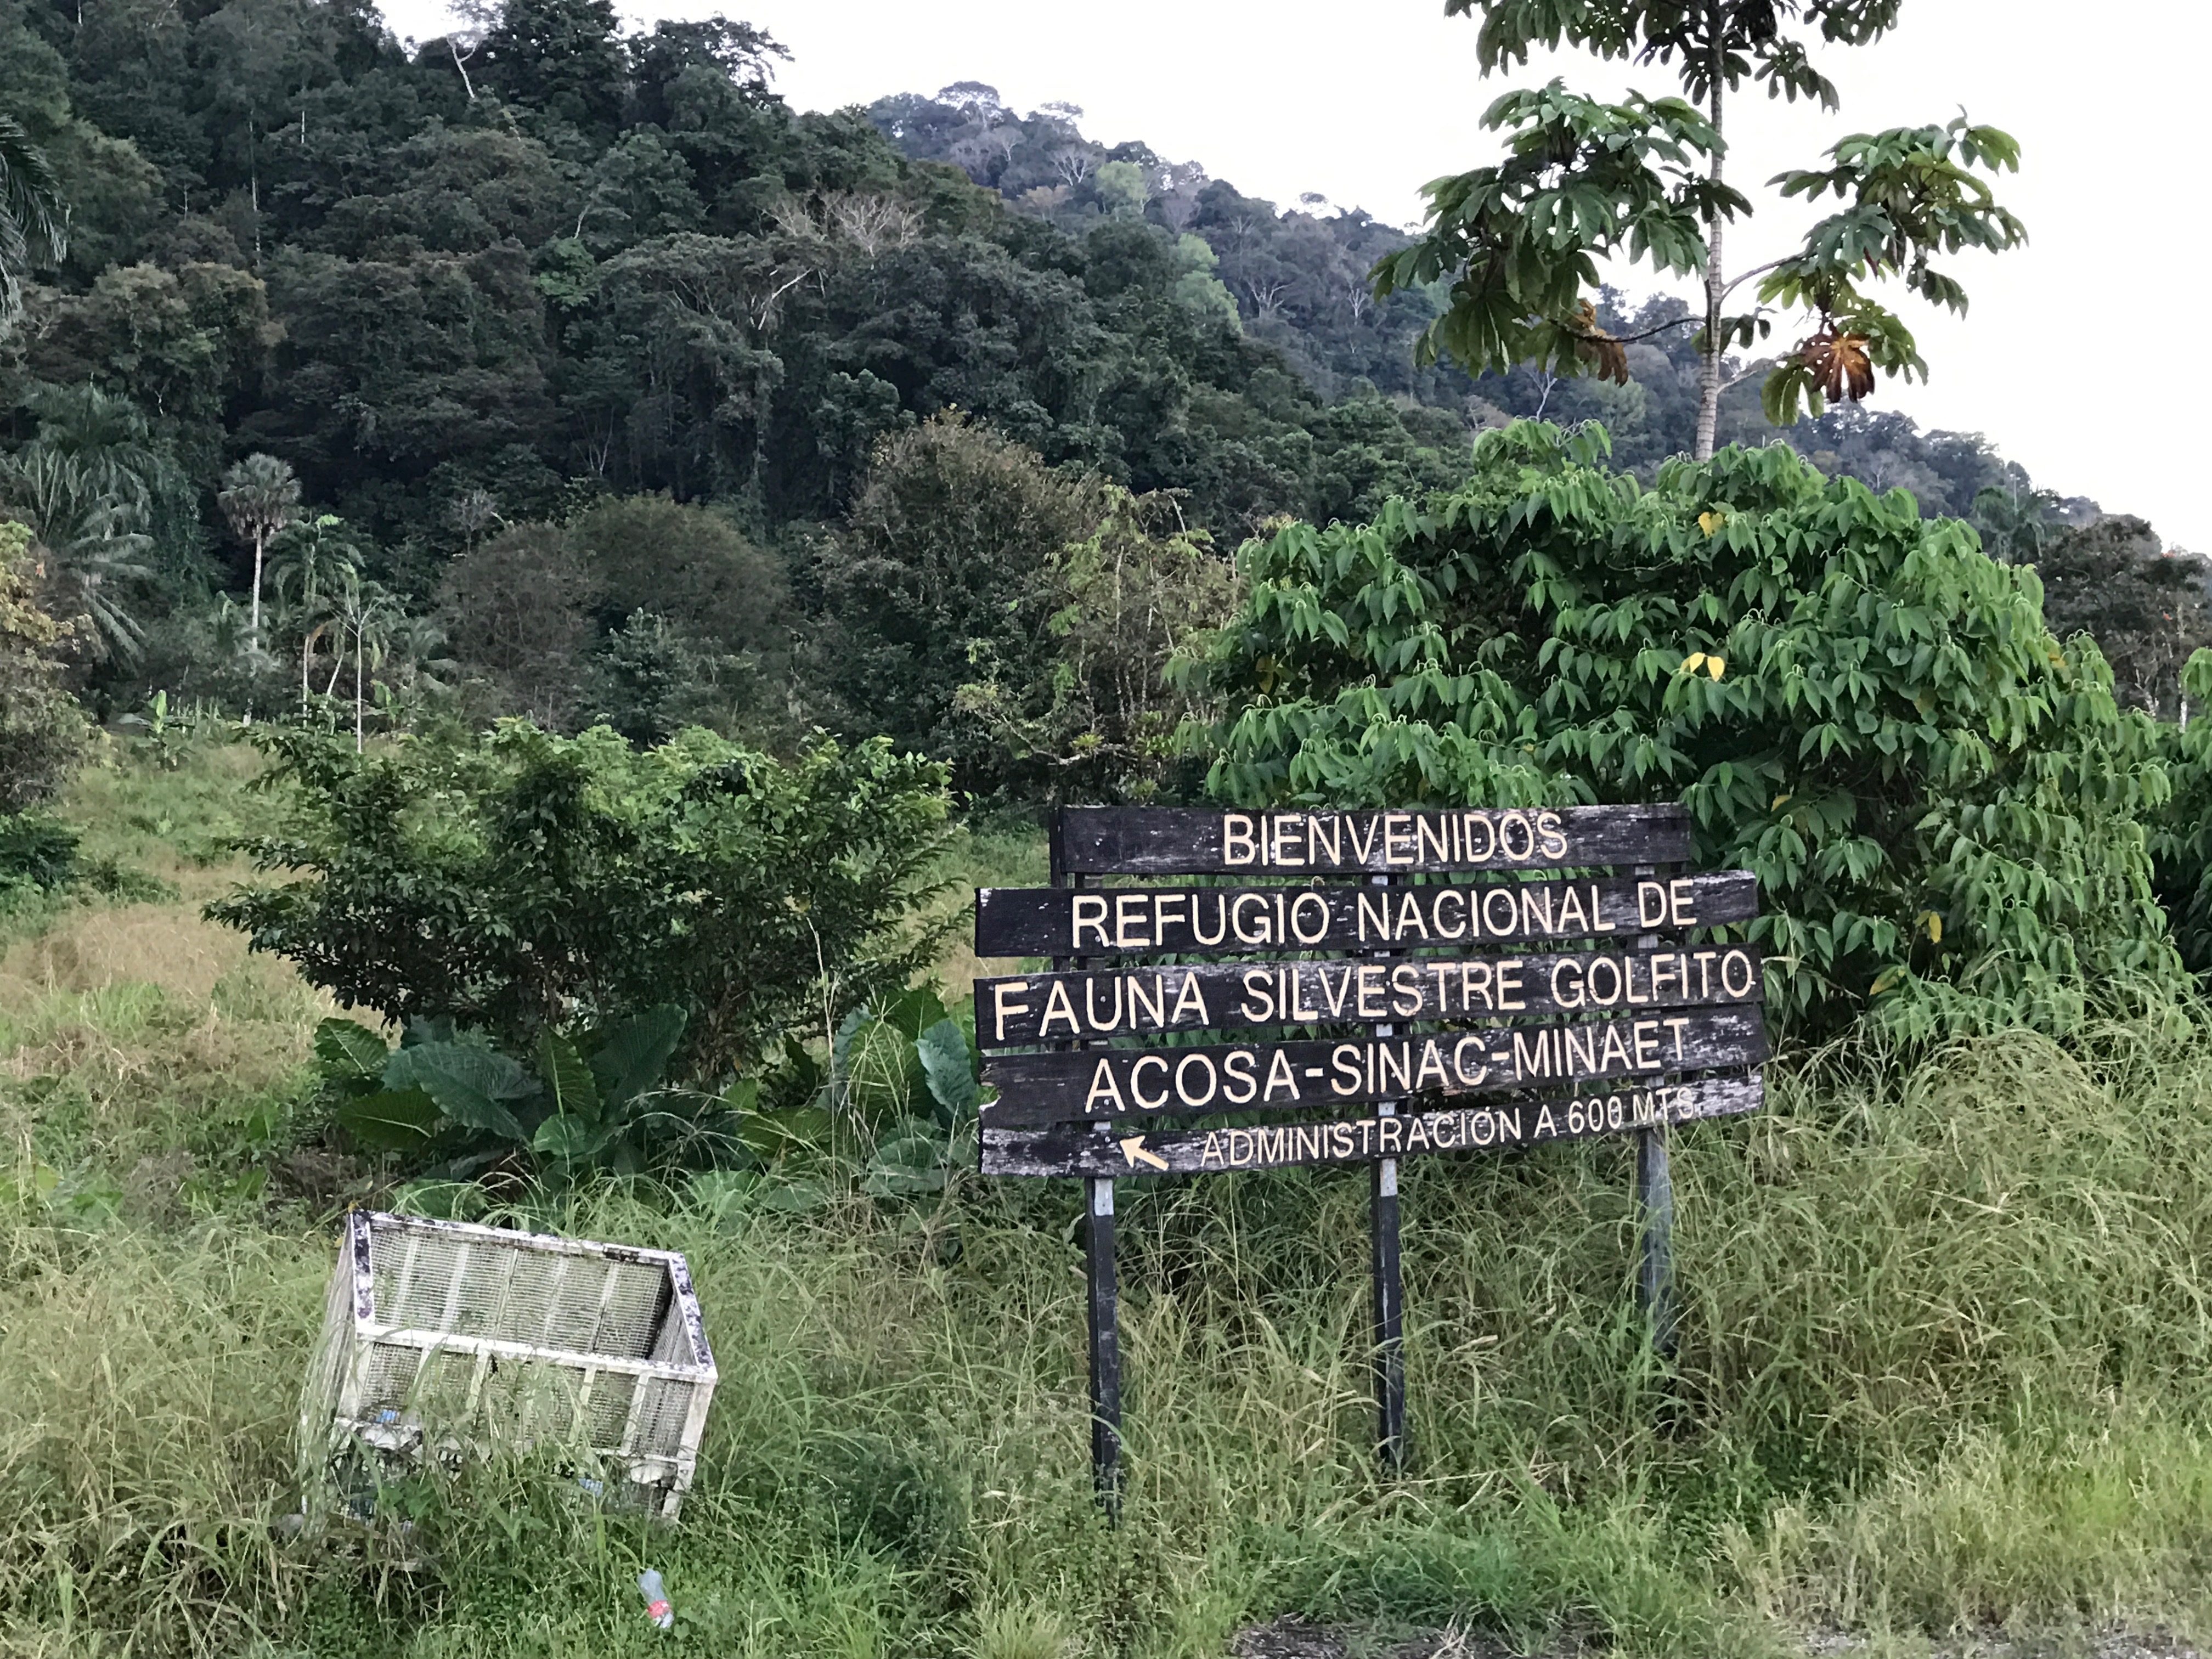 BIENVENIDOS
REFUGIO NACIONAL DE
FAUNA SILVESTRE GOLFITO
ACOSA-SINAC-MINAET
ADMINISTRACION A 600 MTS.